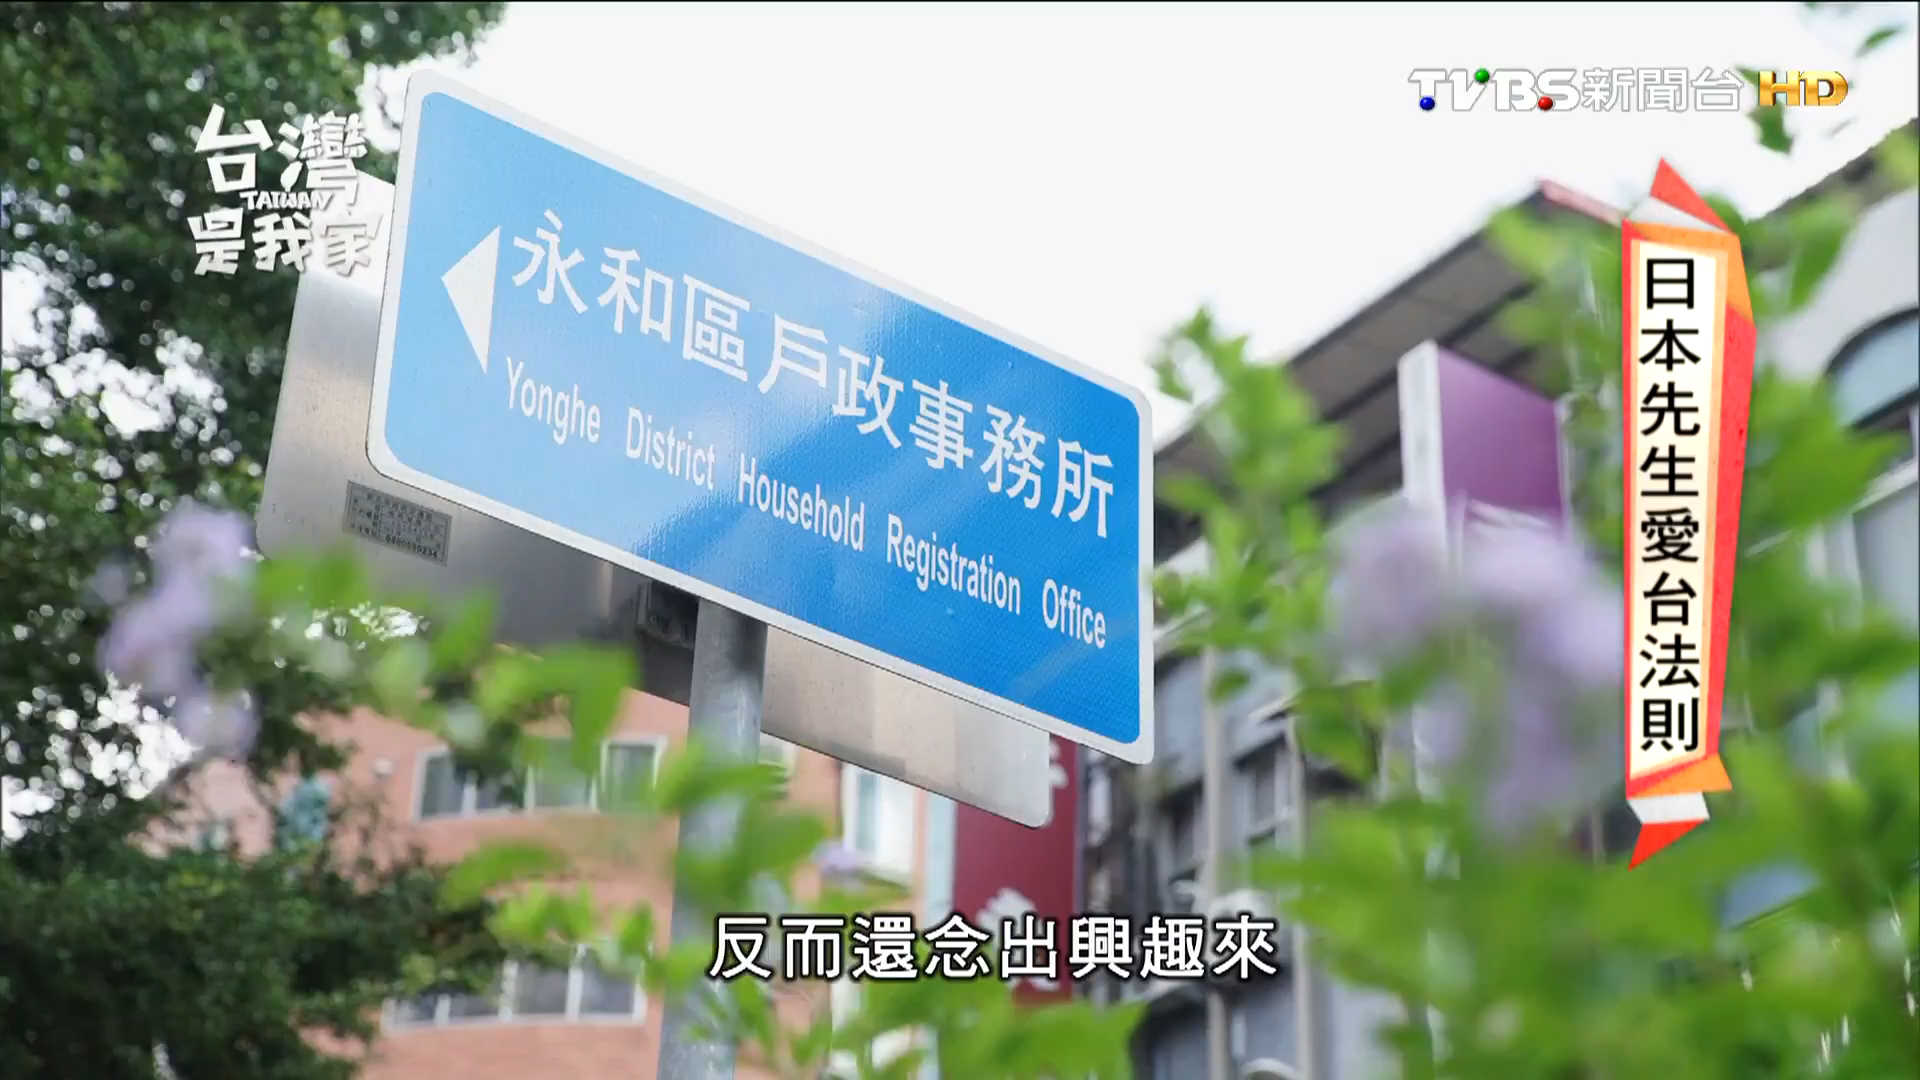 TVBS新聞台 HD
台灣
TAIWAN
是我家
永和區戶政事務所
Yonghe District Household Registration Office
日本先生愛台法則
反而還念出興趣來